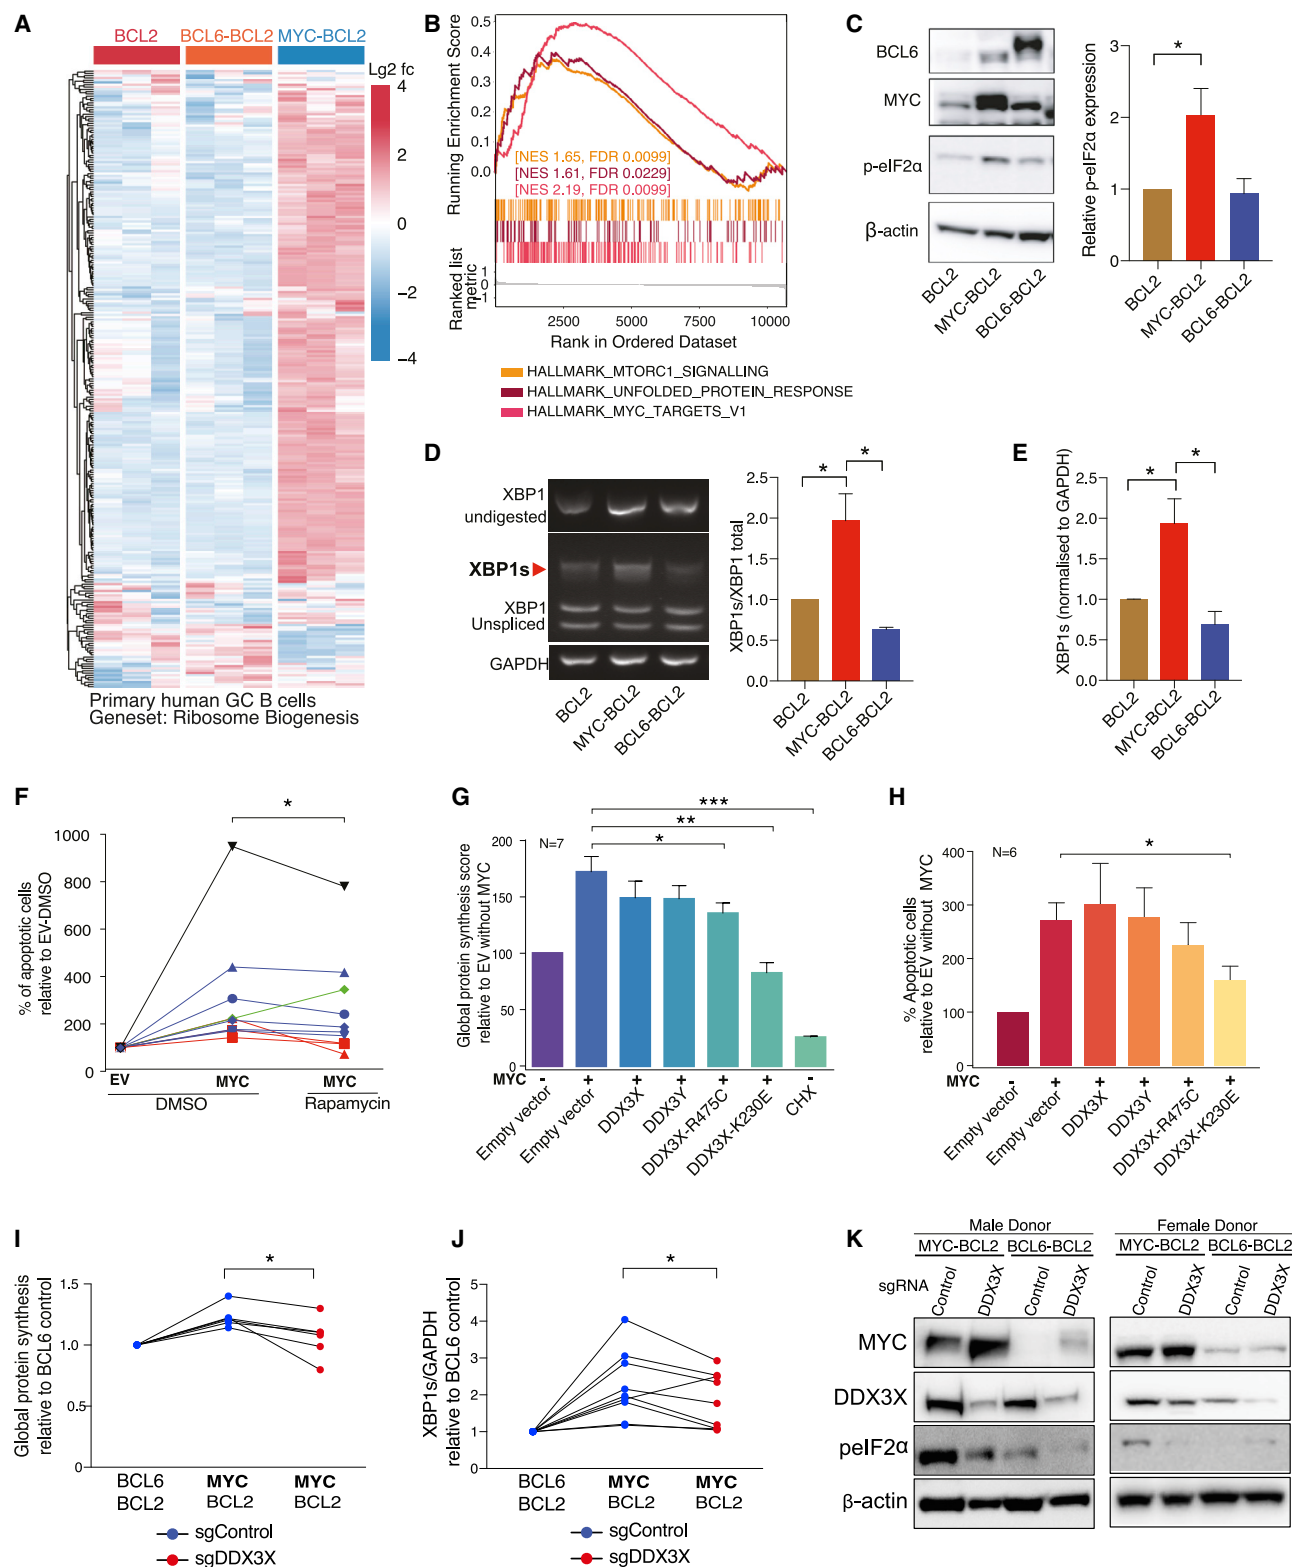 A
BCL2
BCL6-BCL2
MYC-BCL2
Lg2 fc
4
2
0
−2
−4
Primary human GC B cells
Geneset: Ribosome Biogenesis
B
Running Enrichment Score
0.5
0.4
0.3
0.2
0.1
0.0
[NES 1.65, FDR 0.0099]
[NES 1.61, FDR 0.0229]
[NES 2.19, FDR 0.0099]
Ranked list
metric
1
0
−1
2500
5000
7500
10000
Rank in Ordered Dataset
HALLMARK_MTORC1_SIGNALLING
HALLMARK_UNFOLDED_PROTEIN_RESPONSE
HALLMARK_MYC_TARGETS_V1
C
BCL6
MYC
p-eIF2α
β-actin
BCL2
MYC-BCL2
BCL6-BCL2
Relative p-eIF2α expression
3
2
1
0
*
BCL2
MYC-BCL2
BCL6-BCL2
D
XBP1
undigested
XBP1s
XBP1
Unspliced
GAPDH
BCL2
MYC-BCL2
BCL6-BCL2
XBP1s/XBP1 total
2.5
2.0
1.5
1.0
0.5
0.0
*
*
BCL2
MYC-BCL2
BCL6-BCL2
E
XBP1s (normalised to GAPDH)
2.5
2.0
1.5
1.0
0.5
0.0
*
*
BCL2
MYC-BCL2
BCL6-BCL2
F
% of apoptotic cells
relative to EV-DMSO
1000
800
600
400
200
0
*
EV
MYC
MYC
DMSO
Rapamycin
G
Global protein synthesis score
relative to EV without MYC
200
150
100
50
0
N=7
***
**
*
MYC - + + + + + -
Empty vector
Empty vector
DDX3X
DDX3Y
DDX3X-R475C
DDX3X-K230E
CHX
H
% Apoptotic cells
relative to EV without MYC
400
300
200
100
0
N=6
*
MYC - + + + + +
Empty vector
Empty vector
DDX3X
DDX3Y
DDX3X-R475C
DDX3X-K230E
I
Global protein synthesis
relative to BCL6 control
1.5
1.0
0.5
0
*
BCL6 MYC MYC
BCL2 BCL2 BCL2
sgControl
sgDDX3X
J
XBP1s/GAPDH
relative to BCL6 control
5
4
3
2
1
0
*
BCL6 MYC MYC
BCL2 BCL2 BCL2
sgControl
sgDDX3X
K
Male Donor
Female Donor
MYC-BCL2 BCL6-BCL2
MYC-BCL2 BCL6-BCL2
sgRNA
Control
DDX3X
Control
DDX3X
Control
DDX3X
Control
DDX3X
MYC
DDX3X
peIF2α
β-actin